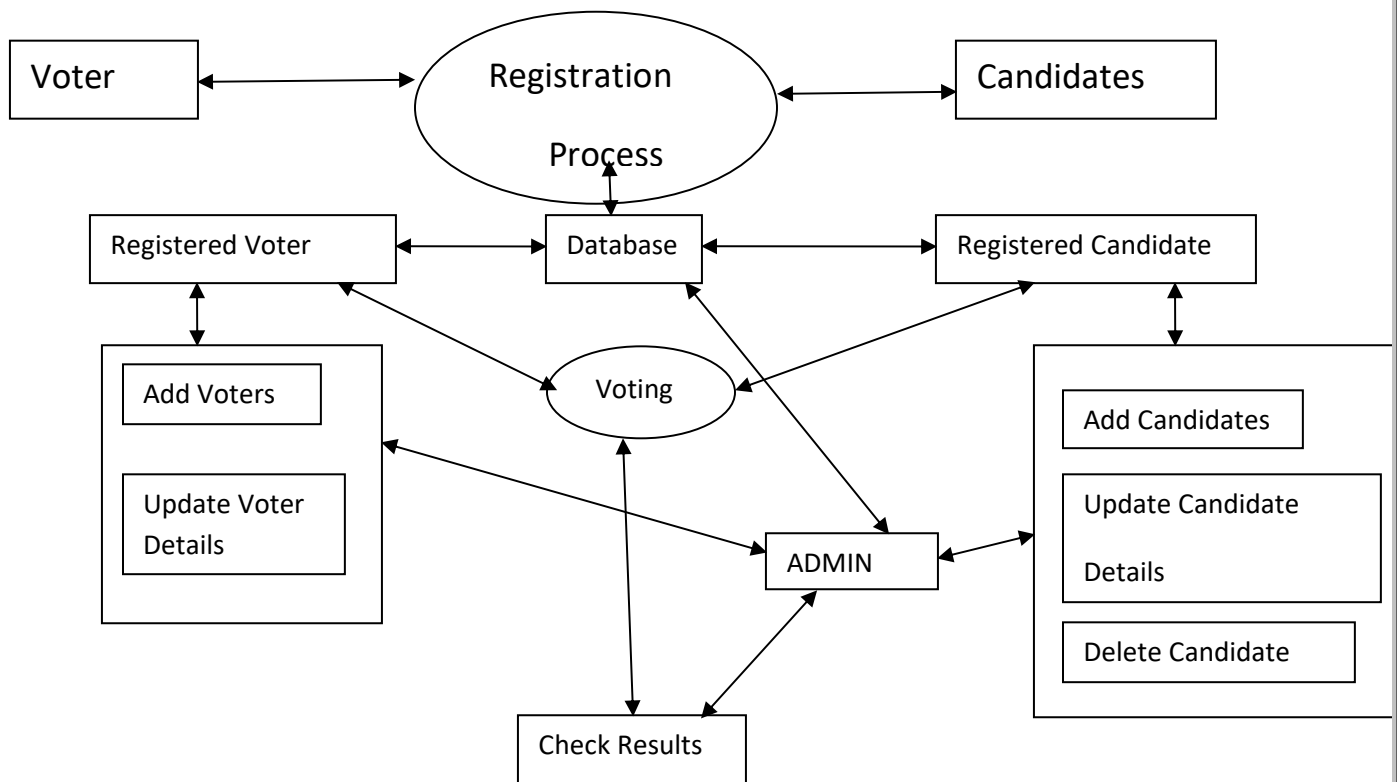 Voter
Registration
Process
Candidates
Registered Voter
Database
Registered Candidate
Add Voters
Update Voter
Details
Voting
ADMIN
Add Candidates
Update Candidate
Details
Delete Candidate
Check Results